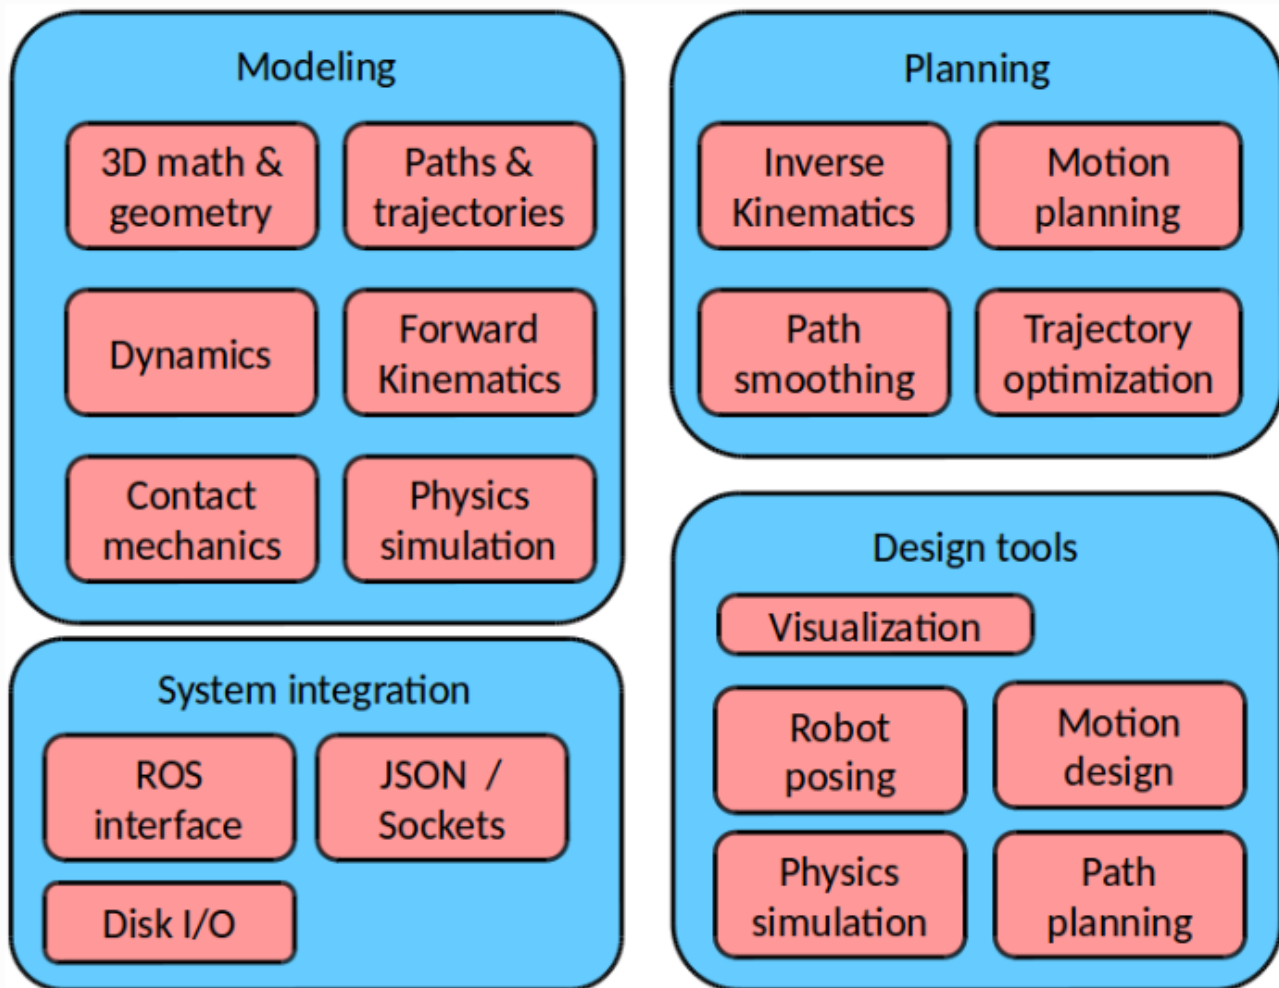 Modeling
3D math &
geometry
Paths &
trajectories
Dynamics
Forward
Kinematics
Contact
mechanics
Physics
simulation
Planning
Inverse
Kinematics
Motion
planning
Path
smoothing
Trajectory
optimization
System integration
ROS
interface
JSON /
Sockets
Disk I/O
Design tools
Visualization
Robot
posing
Motion
design
Physics
simulation
Path
planning